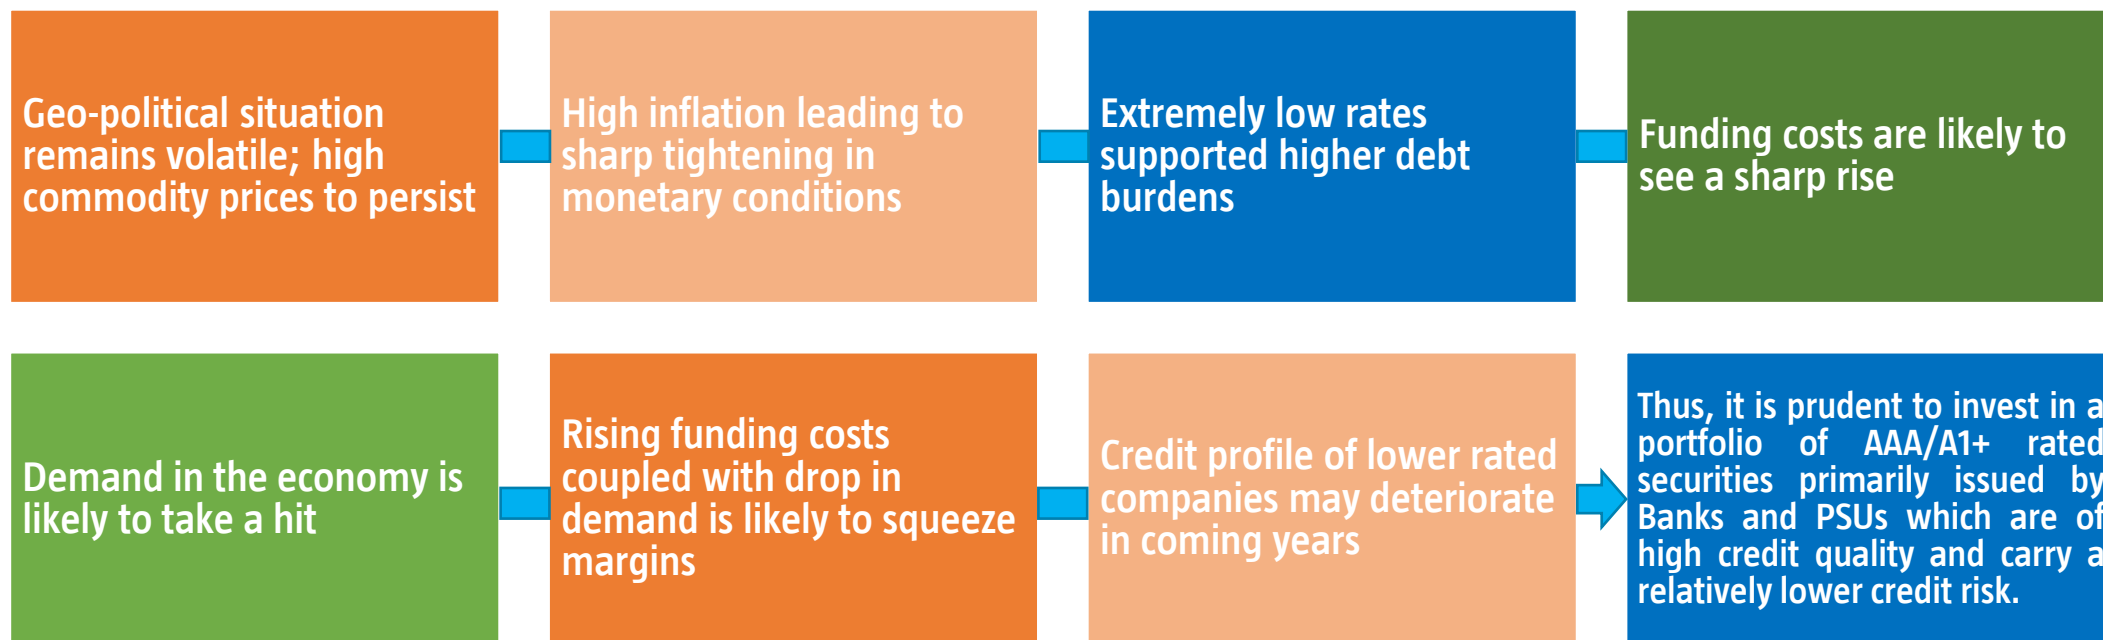 Geo-political situation
remains volatile; high
commodity prices to persist
High inflation leading to
sharp tightening in
monetary conditions
Extremely low rates
supported higher debt
burdens
Funding costs are likely to
see a sharp rise
Demand in the economy is
likely to take a hit
Rising funding costs
coupled with drop in
demand is likely to squeeze
margins
Credit profile of lower rated
companies may deteriorate
in coming years
Thus, it is prudent to invest in a
portfolio of AAA/A1+ rated
securities primarily issued by
Banks and PSUs which are of
high credit quality and carry a
relatively lower credit risk.